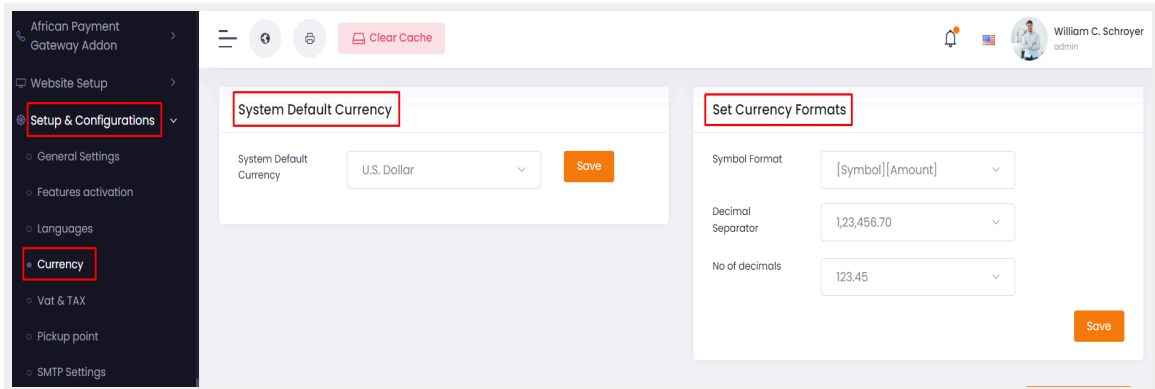 African Payment
Gateway Addon
Website Setup
Setup & Configurations
General Settings
Features activation
Languages
Currency
Vat & TAX
Pickup point
SMTP Settings
Clear Cache
William C. Schroyer
admin
System Default Currency
System Default
Currency
U.S. Dollar
Save
Set Currency Formats
Symbol Format
[Symbol][Amount]
Decimal
Separator
1,23,456.70
No of decimals
123.45
Save